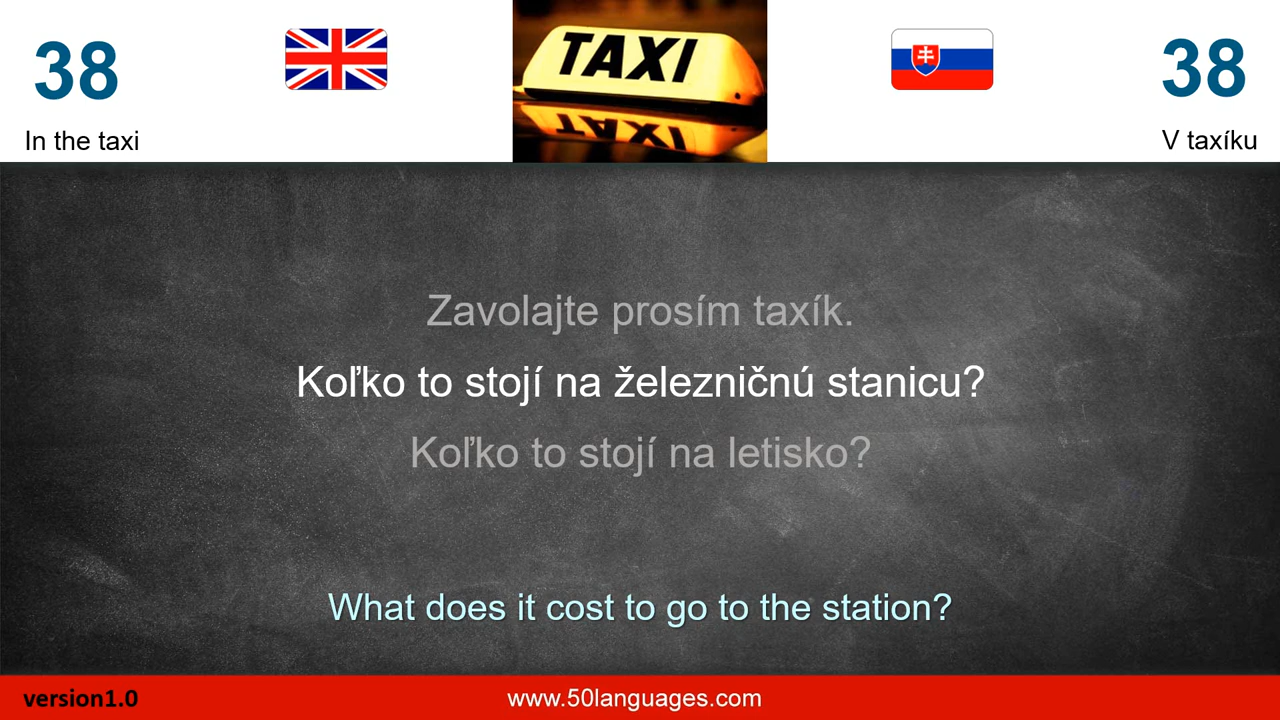 38
38
In the taxi
V taxíku
TAXI
Zavolajte prosím taxík.
Koľko to stojí na železničnú stanicu?
Koľko to stojí na letisko?
What does it cost to go to the station?
version1.0
www.50languages.com